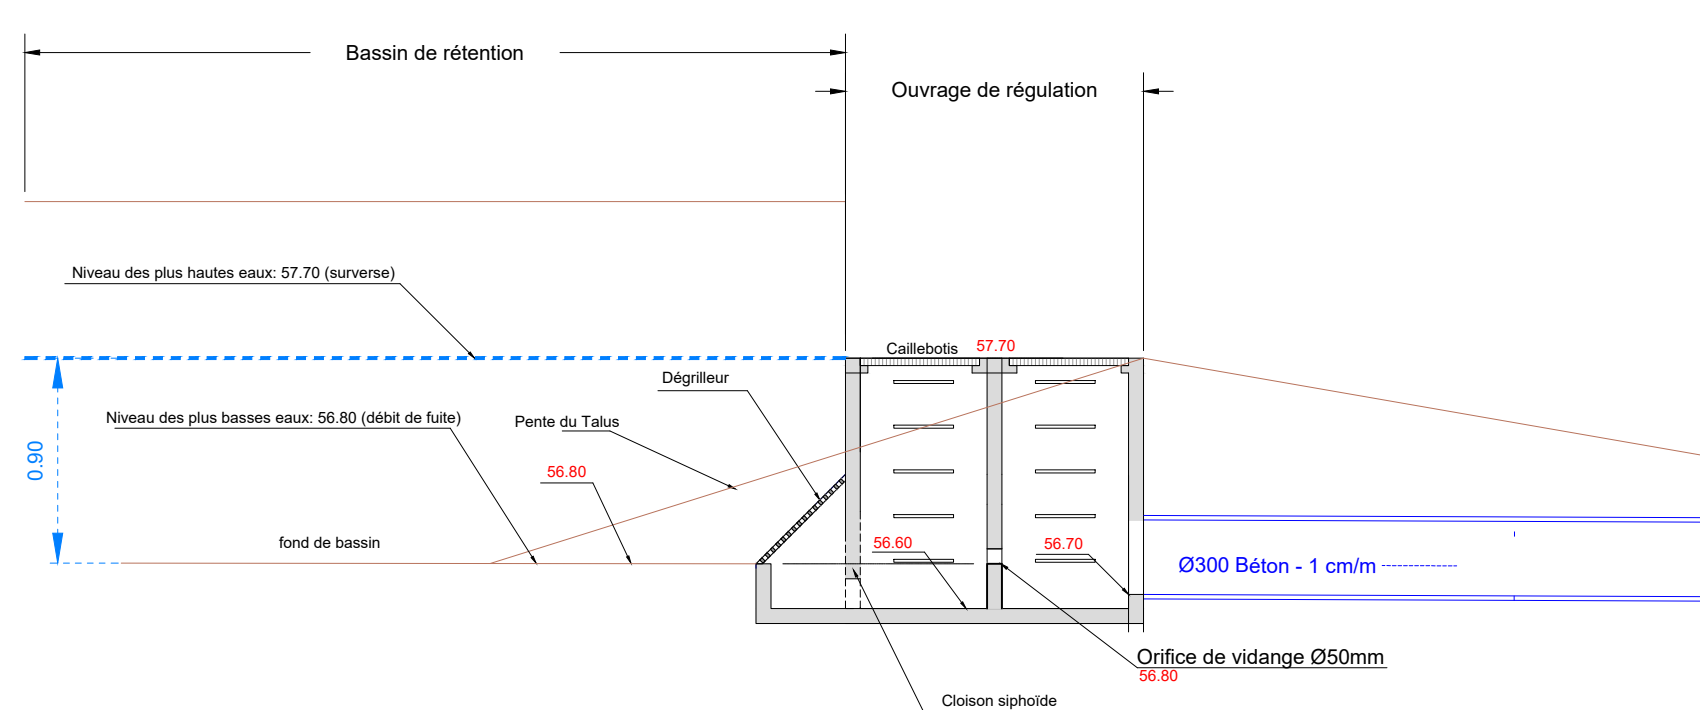 Bassin de rétention
Ouvrage de régulation
Niveau des plus hautes eaux: 57.70 (surverse)
Caillebotis 57.70
Dégrilleur
Niveau des plus basses eaux: 56.80 (débit de fuite)
Pente du Talus
0.90
56.80
fond de bassin
56.60
56.70
Ø300 Béton - 1 cm/m
Orifice de vidange Ø50mm
56.80
Cloison siphoïde